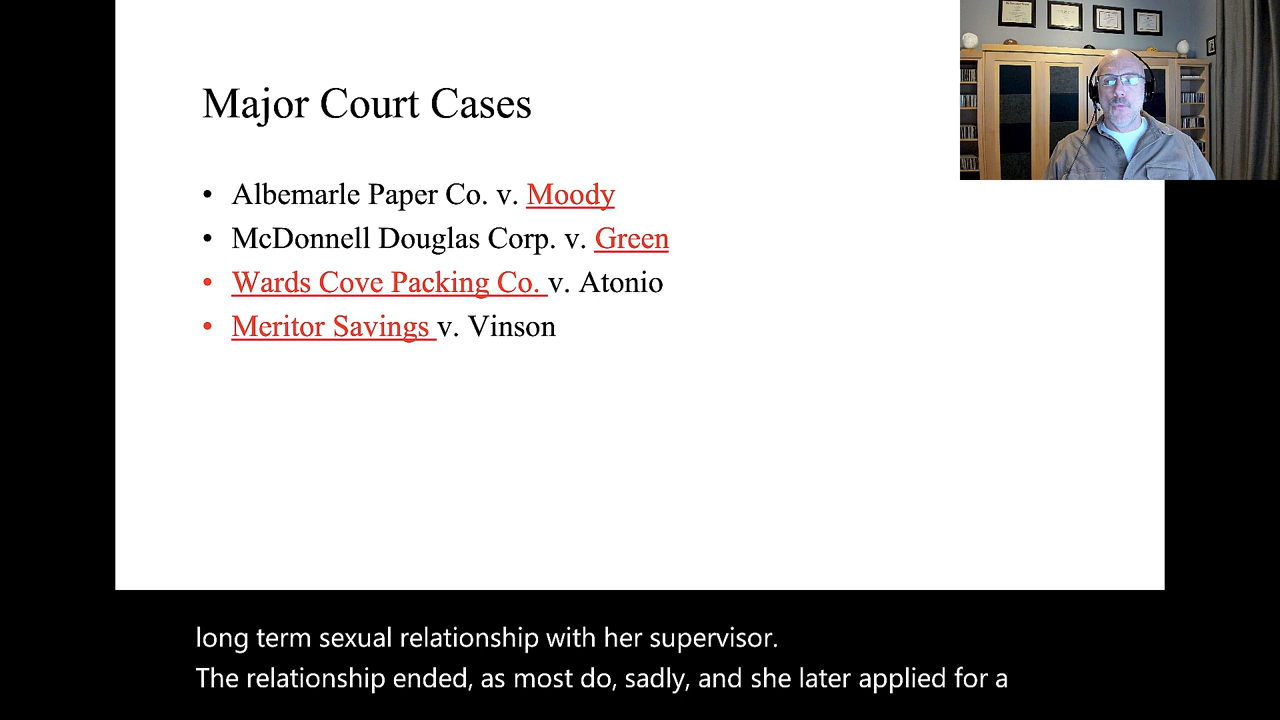 Major Court Cases
• Albemarle Paper Co. v. Moody
• McDonnell Douglas Corp. v. Green
• Wards Cove Packing Co. v. Atonio
• Meritor Savings v. Vinson
long term sexual relationship with her supervisor.
The relationship ended, as most do, sadly, and she later applied for a